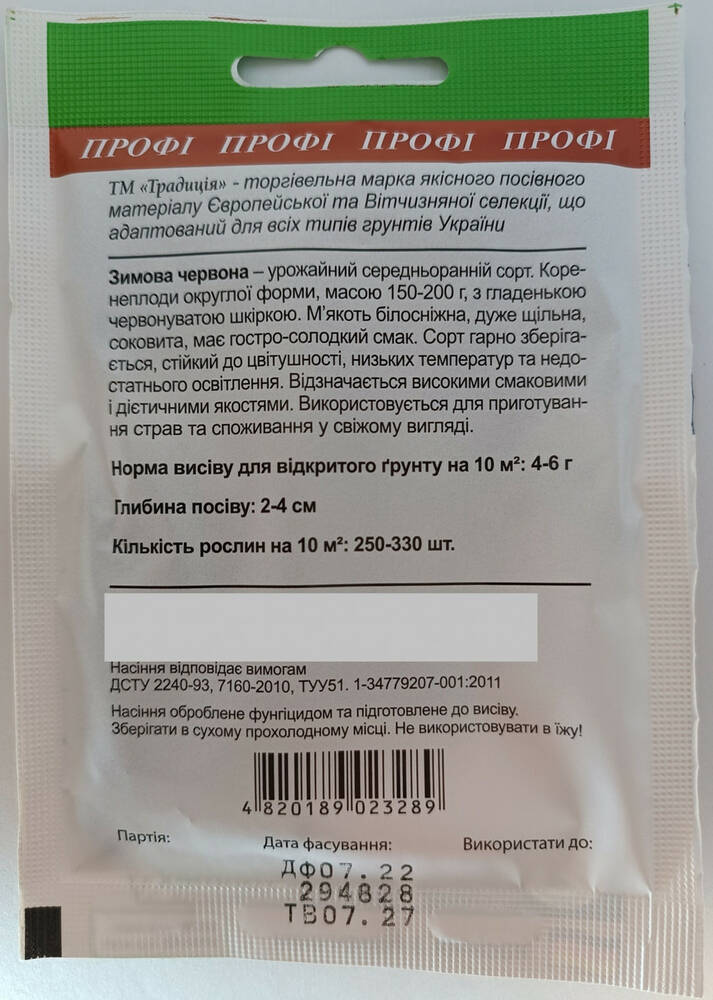 ПРОФІ ПРОФІ ПРОФІ ПРОФІ
ТМ «Традиція» - торгівельна марка якісного посівного
матеріалу Європейської та Вітчизняної селекції, що
адаптований для всіх типів грунтів України
Зимова червона – урожайний середньоранній сорт. Коре-
неплоди округлої форми, масою 150-200 г, з гладенькою
червонуватою шкіркою. М’якоть білосніжна, дуже щільна,
соковита, має гостро-солодкий смак. Сорт гарно зберіга-
ється, стійкий до цвітушності, низьких температур та недо-
статнього освітлення. Відзначається високими смаковими
і дієтичними якостями. Використовується для приготуван-
ня страв та споживання у свіжому вигляді.
Норма висіву для відкритого ґрунту на 10 м²: 4-6 г
Глибина посіву: 2-4 см
Кількість рослин на 10 м²: 250-330 шт.
Насіння відповідає вимогам
ДСТУ 2240-93, 7160-2010, ТУУ51. 1-34779207-001:2011
Насіння оброблене фунгіцидом та підготовлене до висіву.
Зберігати в сухому прохолодному місці. Не використовувати в їжу!
4 820189 023289
Партія: Дата фасування: Використати до:
ДФ07.22
294828
ТВ07.27